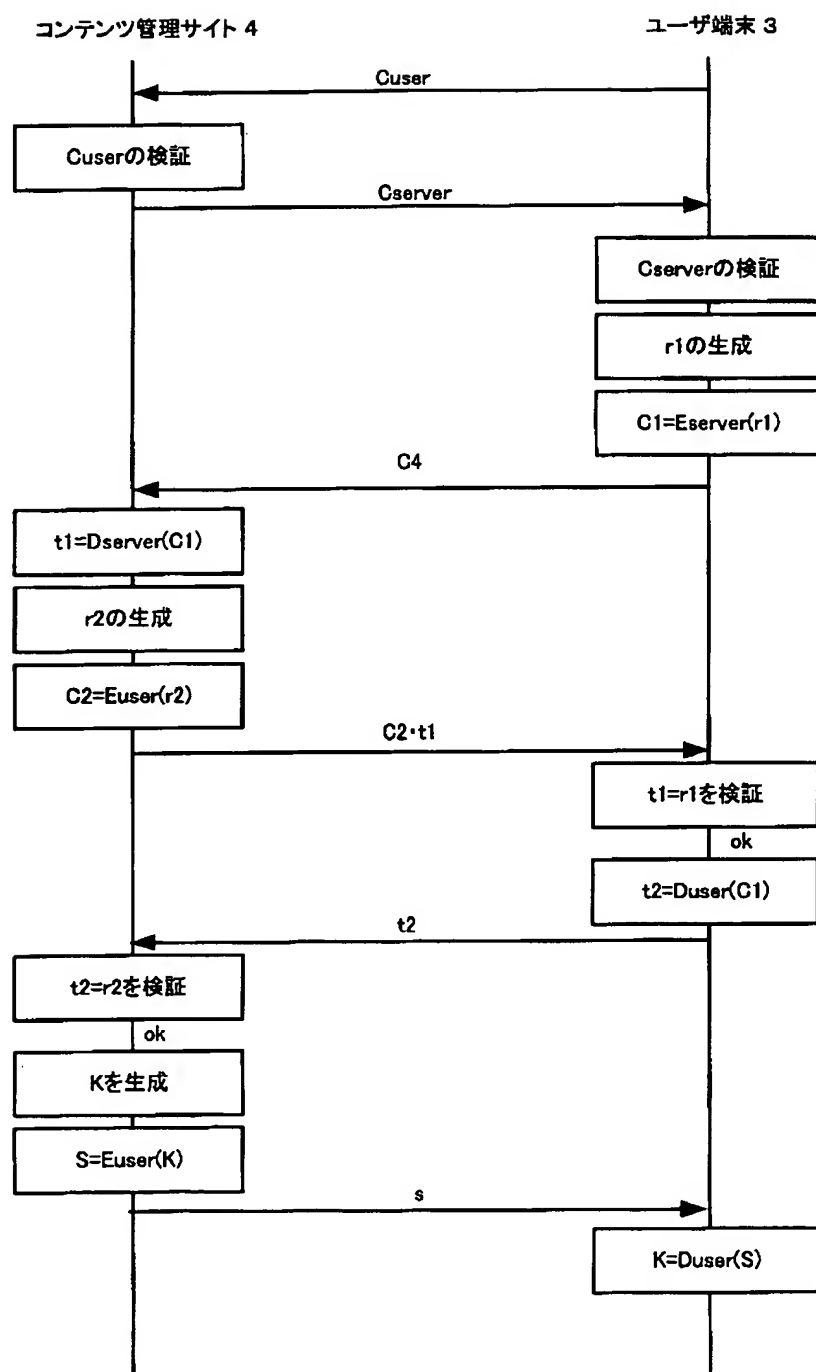 コンテンツ管理サイト 4
ユーザ端末 3
Cuser
Cuserの検証
Cserver
Cserverの検証
r1の生成
C1=Eserver(r1)
C4
t1=Dserver(C1)
r2の生成
C2=Euser(r2)
C2・t1
t1=r1を検証
ok
t2=Duser(C1)
t2
t2=r2を検証
ok
Kを生成
S=Euser(K)
s
K=Duser(S)